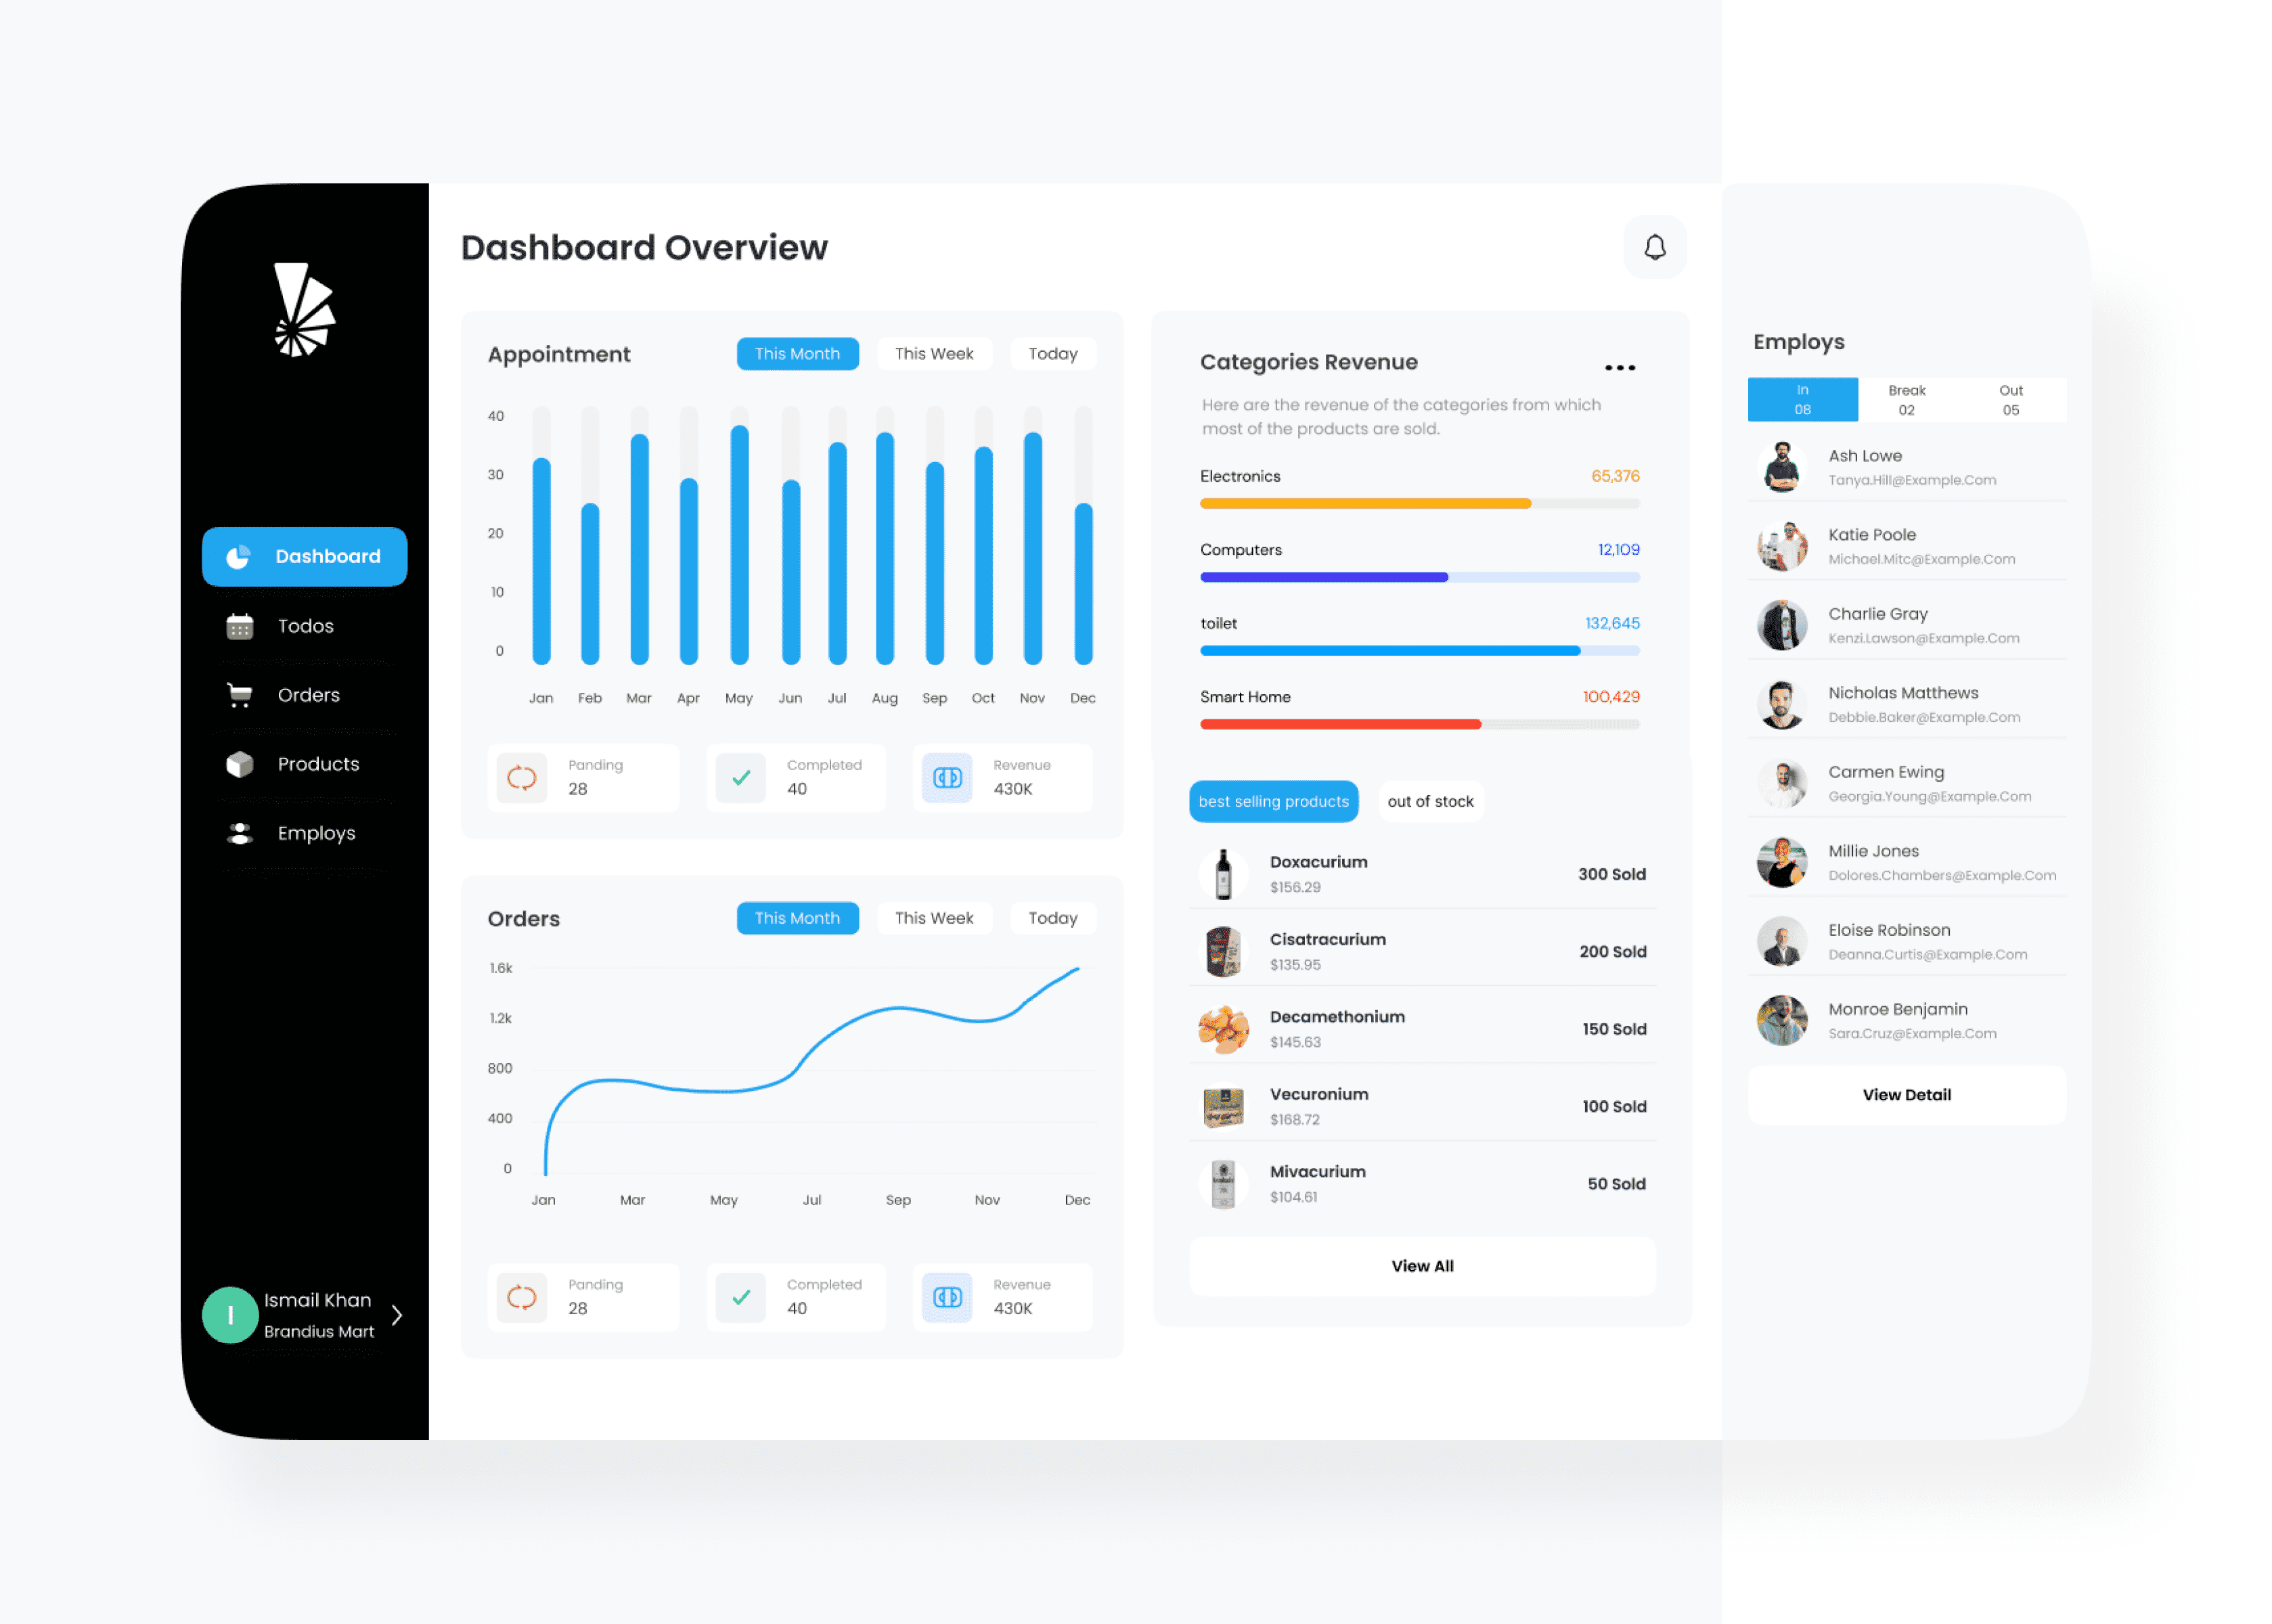 Dashboard
Todos
Orders
Products
Employs
I
Ismail Khan
Brandius Mart
Dashboard Overview
Appointment
This Month
This Week
Today
40
30
20
10
0
Jan Feb Mar Apr May Jun Jul Aug Sep Oct Nov Dec
Panding
28
Completed
40
Revenue
430K
Orders
This Month
This Week
Today
1.6k
1.2k
800
400
0
Jan Mar May Jul Sep Nov Dec
Panding
28
Completed
40
Revenue
430K
Categories Revenue
Here are the revenue of the categories from which
most of the products are sold.
Electronics 65,376
Computers 12,109
toilet 132,645
Smart Home 100,429
best selling products
out of stock
Doxacurium
$156.29
300 Sold
Cisatracurium
$135.95
200 Sold
Decamethonium
$145.63
150 Sold
Vecuronium
$168.72
100 Sold
Mivacurium
$104.61
50 Sold
View All
Employs
In
08
Break
02
Out
05
Ash Lowe
Tanya.Hill@Example.Com
Katie Poole
Michael.Mitc@Example.Com
Charlie Gray
Kenzi.Lawson@Example.Com
Nicholas Matthews
Debbie.Baker@Example.Com
Carmen Ewing
Georgia.Young@Example.Com
Millie Jones
Dolores.Chambers@Example.Com
Eloise Robinson
Deanna.Curtis@Example.Com
Monroe Benjamin
Sara.Cruz@Example.Com
View Detail